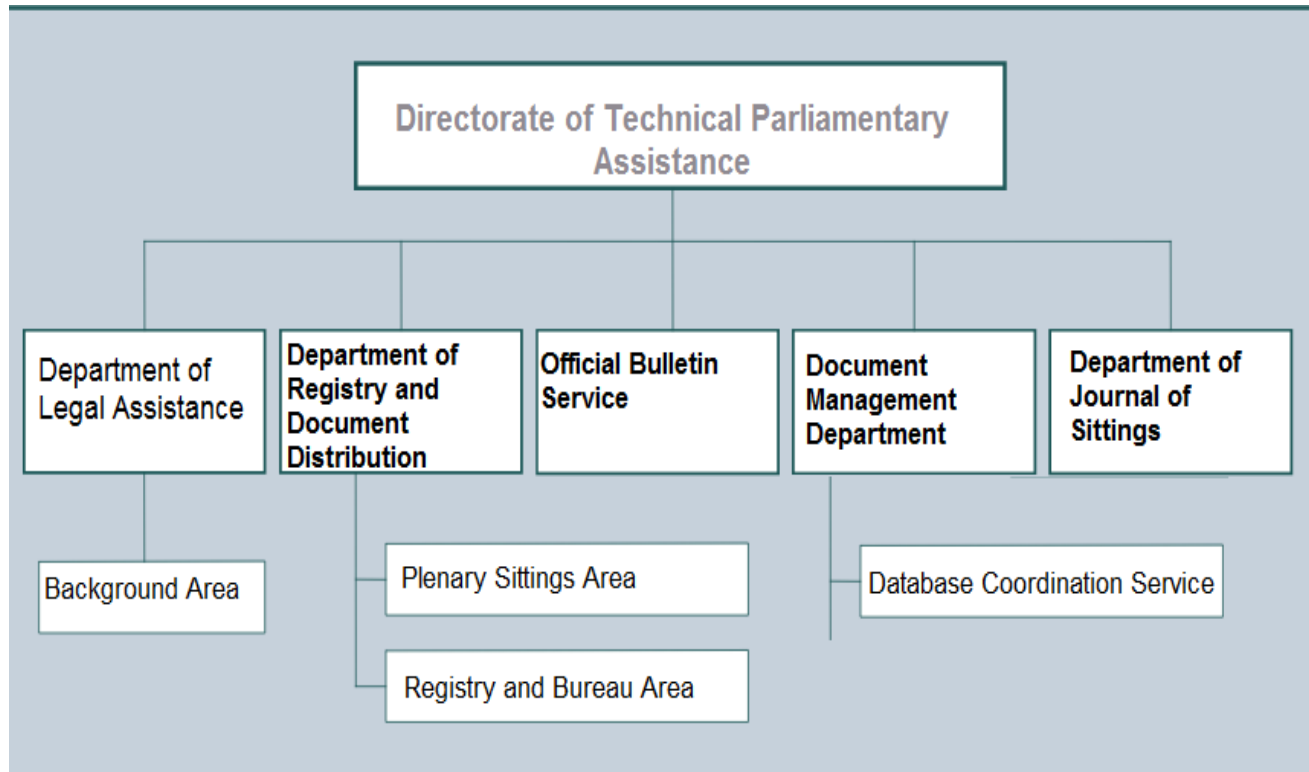 Directorate of Technical Parliamentary
Assistance
Department of
Legal Assistance
Department of
Registry and
Document
Distribution
Official Bulletin
Service
Document
Management
Department
Department of
Journal of
Sittings
Background Area
Plenary Sittings Area
Registry and Bureau Area
Database Coordination Service